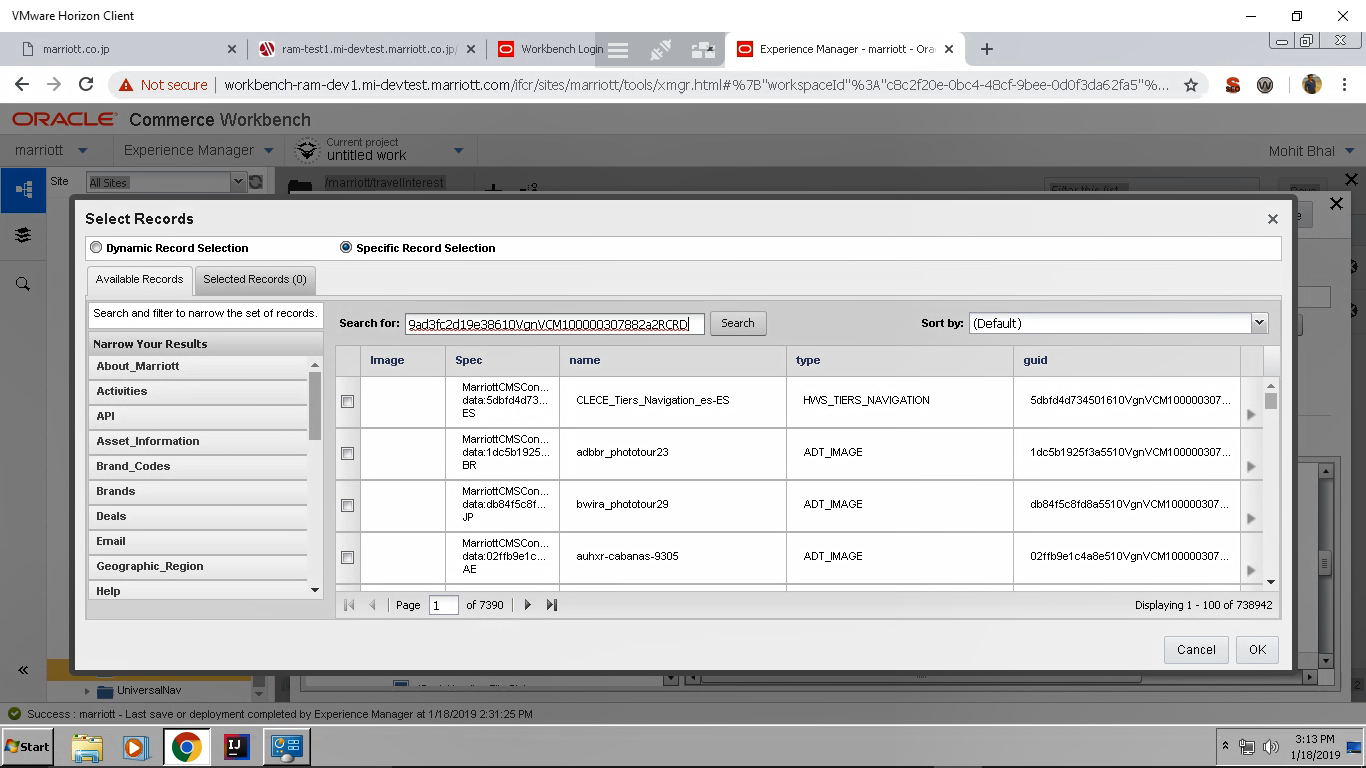 VMware Horizon Client
marriott.co.jp
ram-test1.mi-devtest.marriott.co.jp/
Workbench Login
Experience Manager - marriott - Ora
Not secure
workbench-ram-dev1.mi-devtest.marriott.com/ifcr/sites/marriott/tools/xmgr.html#%7B"workspaceId"%3A"c8c2f20e-0bc4-48cf-9bee-0d0f3da62fa5"%...
ORACLE Commerce Workbench
marriott
Experience Manager
Current project
untitled work
Mohit Bhal
Site
All Sites
/marriott/travelInterest
Select Records
Dynamic Record Selection
Specific Record Selection
Available Records
Selected Records (0)
Search and filter to narrow the set of records.
Narrow Your Results
About_Marriott
Activities
API
Asset_Information
Brand_Codes
Brands
Deals
Email
Geographic_Region
Help
Search for:
9ad3fc2d19e38610VgnVCM100000307882a2RCRD
Search
Sort by:
(Default)
Image Spec name type guid
MarriottCMSCon...
data:5dbfd4d73...
ES
CLECE_Tiers_Navigation_es-ES
HWS_TIERS_NAVIGATION
5dbfd4d734501610VgnVCM100000307...
MarriottCMSCon...
data:1dc5b1925...
BR
adbbr_phototour23
ADT_IMAGE
1dc5b1925f3a5510VgnVCM100000307...
MarriottCMSCon...
data:db84f5c8f...
JP
bwira_phototour29
ADT_IMAGE
db84f5c8fd8a5510VgnVCM100000307...
MarriottCMSCon...
data:02ffb9e1c...
AE
auhxr-cabanas-9305
ADT_IMAGE
02ffb9e1c4a8e510VgnVCM100000307...
Page 1 of 7390
Displaying 1 - 100 of 738942
Cancel
OK
UniversalNav
Success : marriott - Last save or deployment completed by Experience Manager at 1/18/2019 2:31:25 PM
Start
3:13 PM
1/18/2019